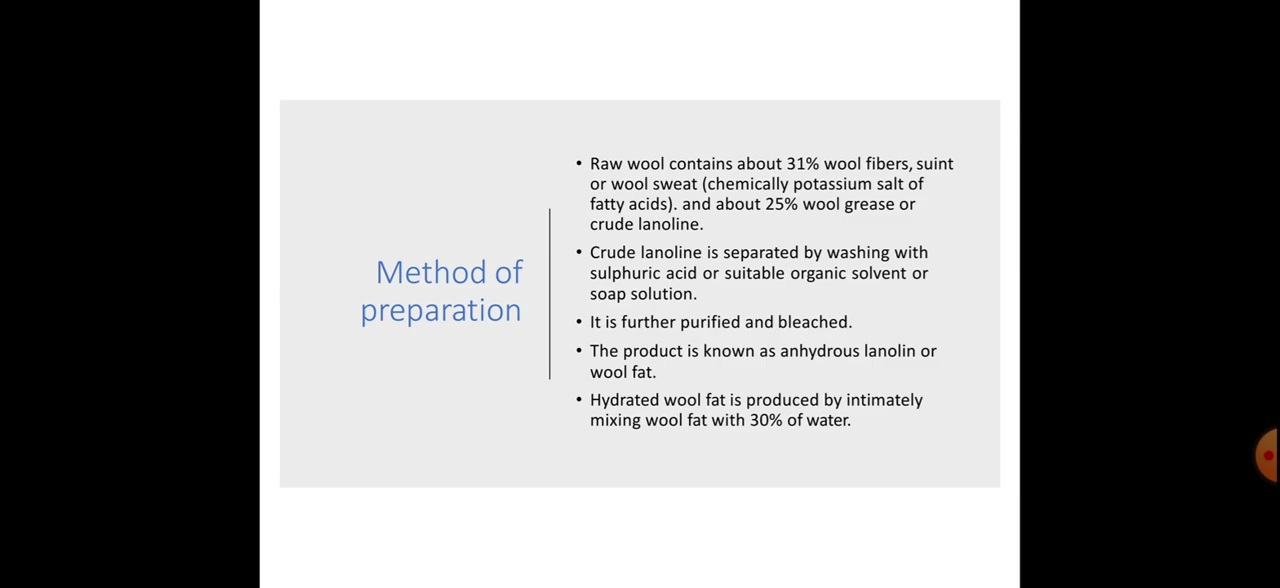 Method of
preparation
• Raw wool contains about 31% wool fibers, suint
or wool sweat (chemically potassium salt of
fatty acids). and about 25% wool grease or
crude lanoline.
• Crude lanoline is separated by washing with
sulphuric acid or suitable organic solvent or
soap solution.
• It is further purified and bleached.
• The product is known as anhydrous lanolin or
wool fat.
• Hydrated wool fat is produced by intimately
mixing wool fat with 30% of water.